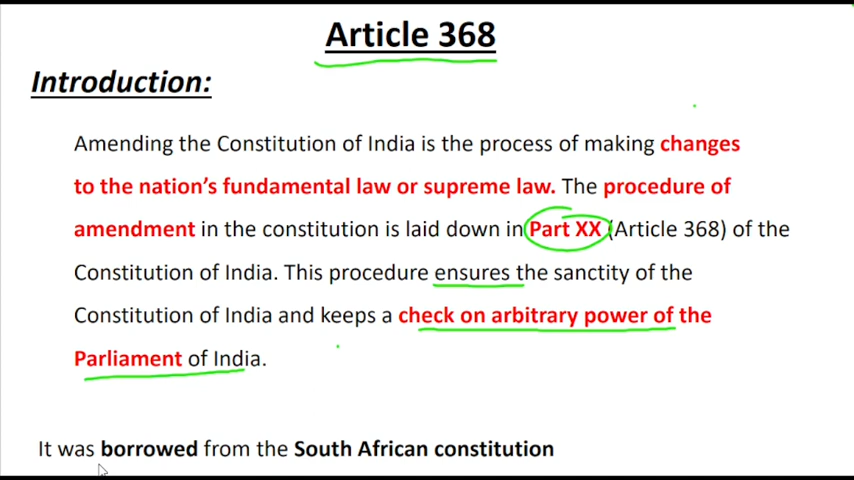 Article 368
Introduction:
Amending the Constitution of India is the process of making changes
to the nation’s fundamental law or supreme law. The procedure of
amendment in the constitution is laid down in Part XX (Article 368) of the
Constitution of India. This procedure ensures the sanctity of the
Constitution of India and keeps a check on arbitrary power of the
Parliament of India.
It was borrowed from the South African constitution